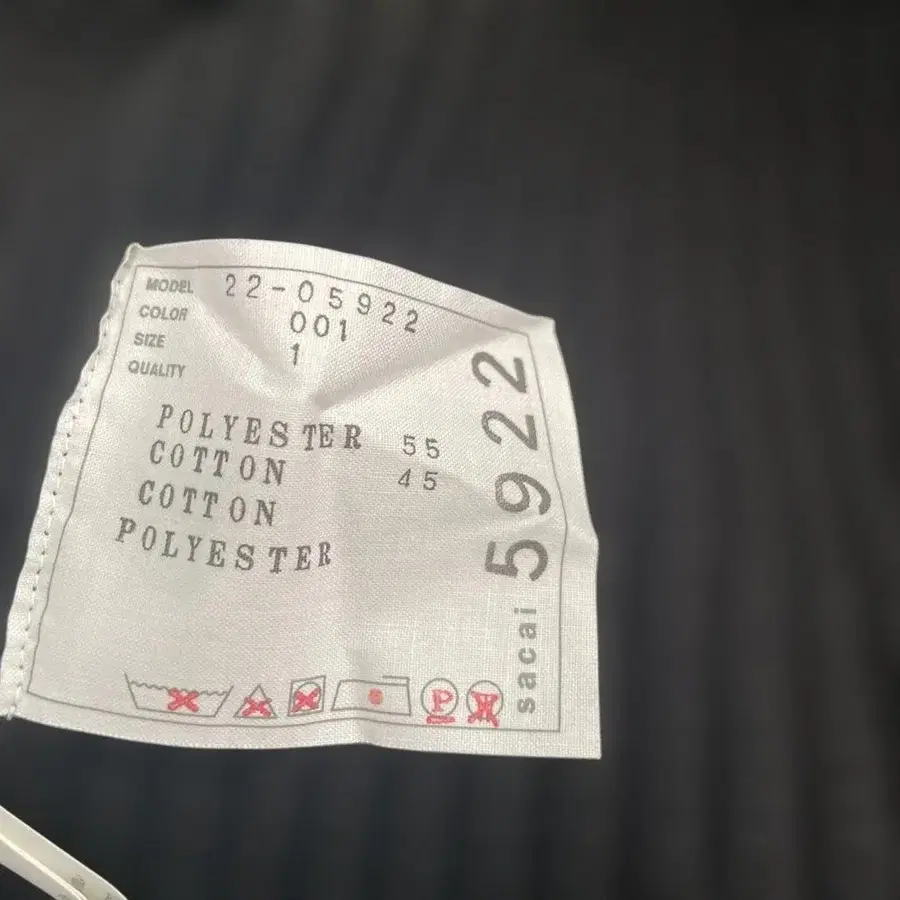 MODEL 22-05922
COLOR 001
SIZE 1
QUALITY
POLYESTER 55
COTTON 45
COTTON
POLYESTER
P
W
sacai 5922